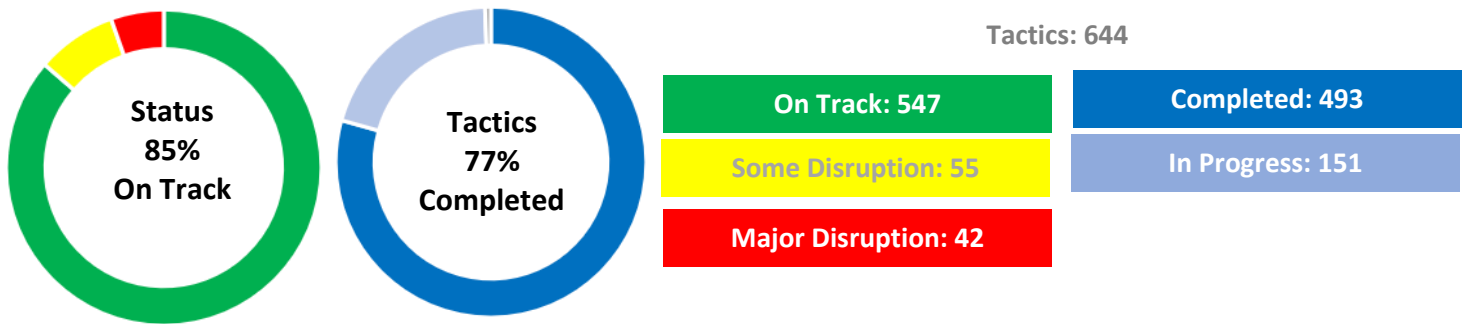 Status
85%
On Track
Tactics
77%
Completed
Tactics: 644
On Track: 547
Some Disruption: 55
Major Disruption: 42
Completed: 493
In Progress: 151